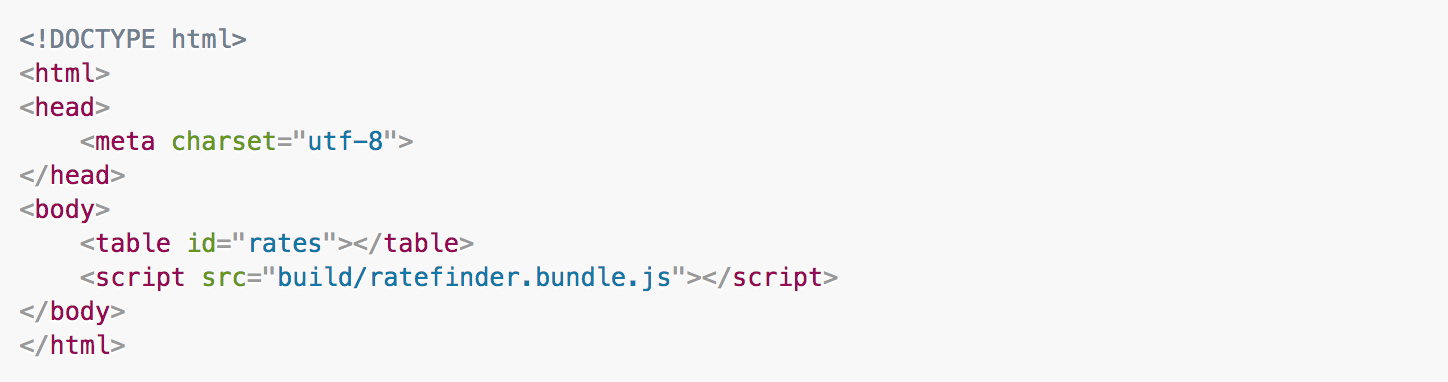 <!DOCTYPE html>
<html>
<head>
    <meta charset="utf-8">
</head>
<body>
    <table id="rates"></table>
    <script src="build/ratefinder.bundle.js"></script>
</body>
</html>